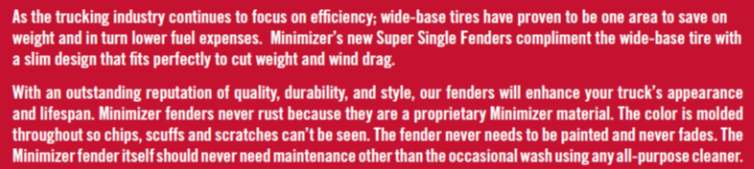 As the trucking industry continues to focus on efficiency; wide-base tires have proven to be one area to save on
weight and in turn lower fuel expenses.  Minimizer's new Super Single Fenders compliment the wide-base tire with
a slim design that fits perfectly to cut weight and wind drag.
With an outstanding reputation of quality, durability, and style, our fenders will enhance your truck's appearance
and lifespan. Minimizer fenders never rust because they are a proprietary Minimizer material. The color is molded
throughout so chips, scuffs and scratches can't be seen. The fender never needs to be painted and never fades. The
Minimizer fender itself should never need maintenance other than the occasional wash using any all-purpose cleaner.